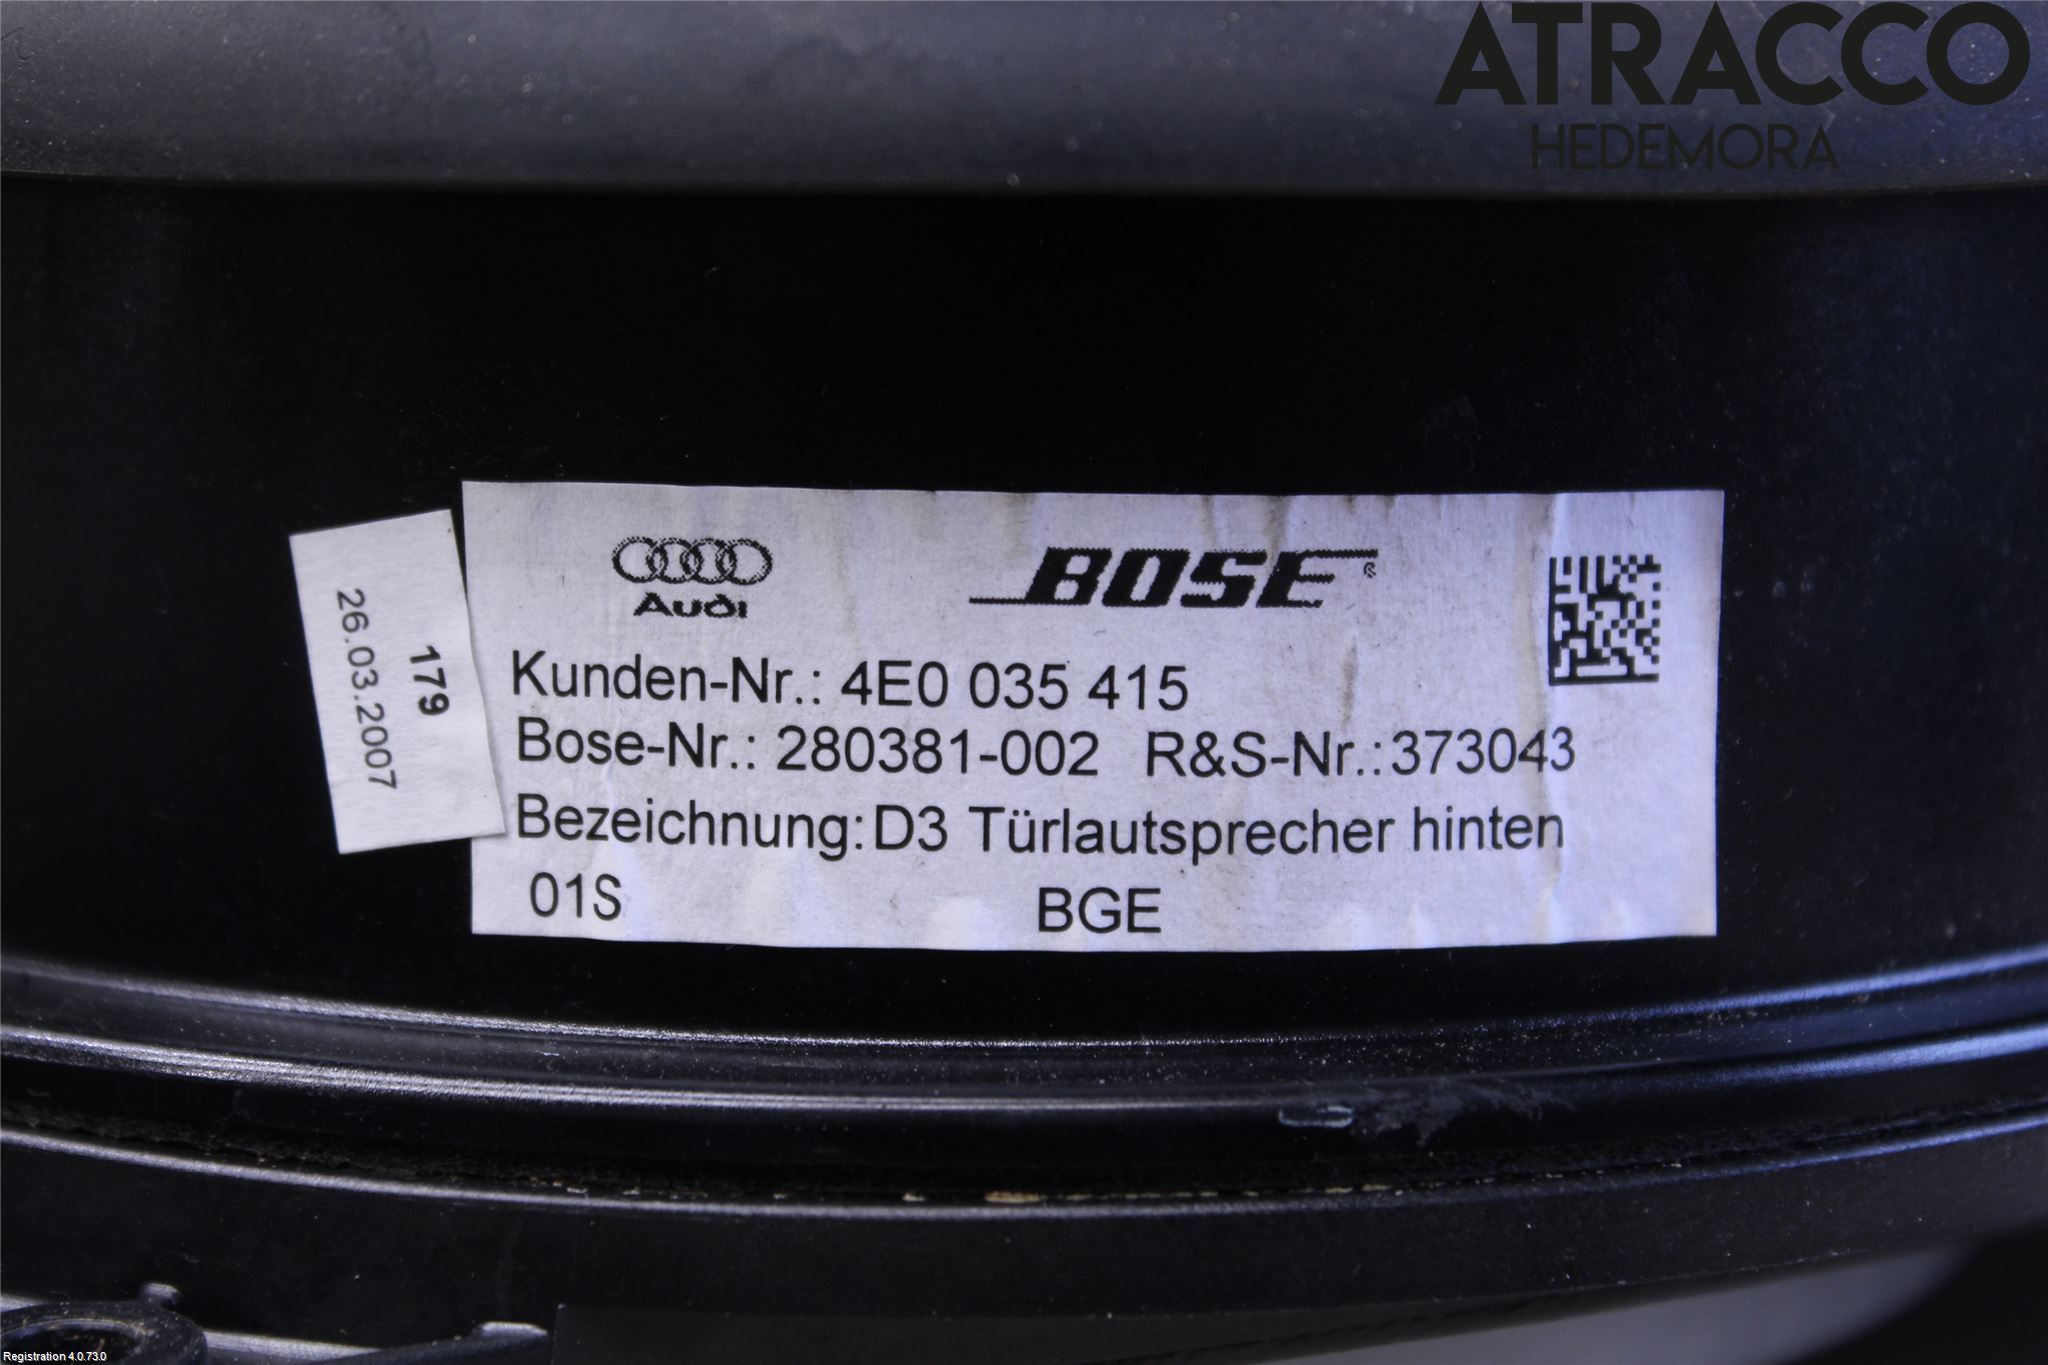 ATRACCO
HEDEMORA
Audi
BOSE®
Kunden-Nr.: 4E0 035 415
Bose-Nr.: 280381-002 R&S-Nr.:373043
Bezeichnung:D3 Türlautsprecher hinten
01S BGE
179
26.03.2007
Registration 4.0.73.0